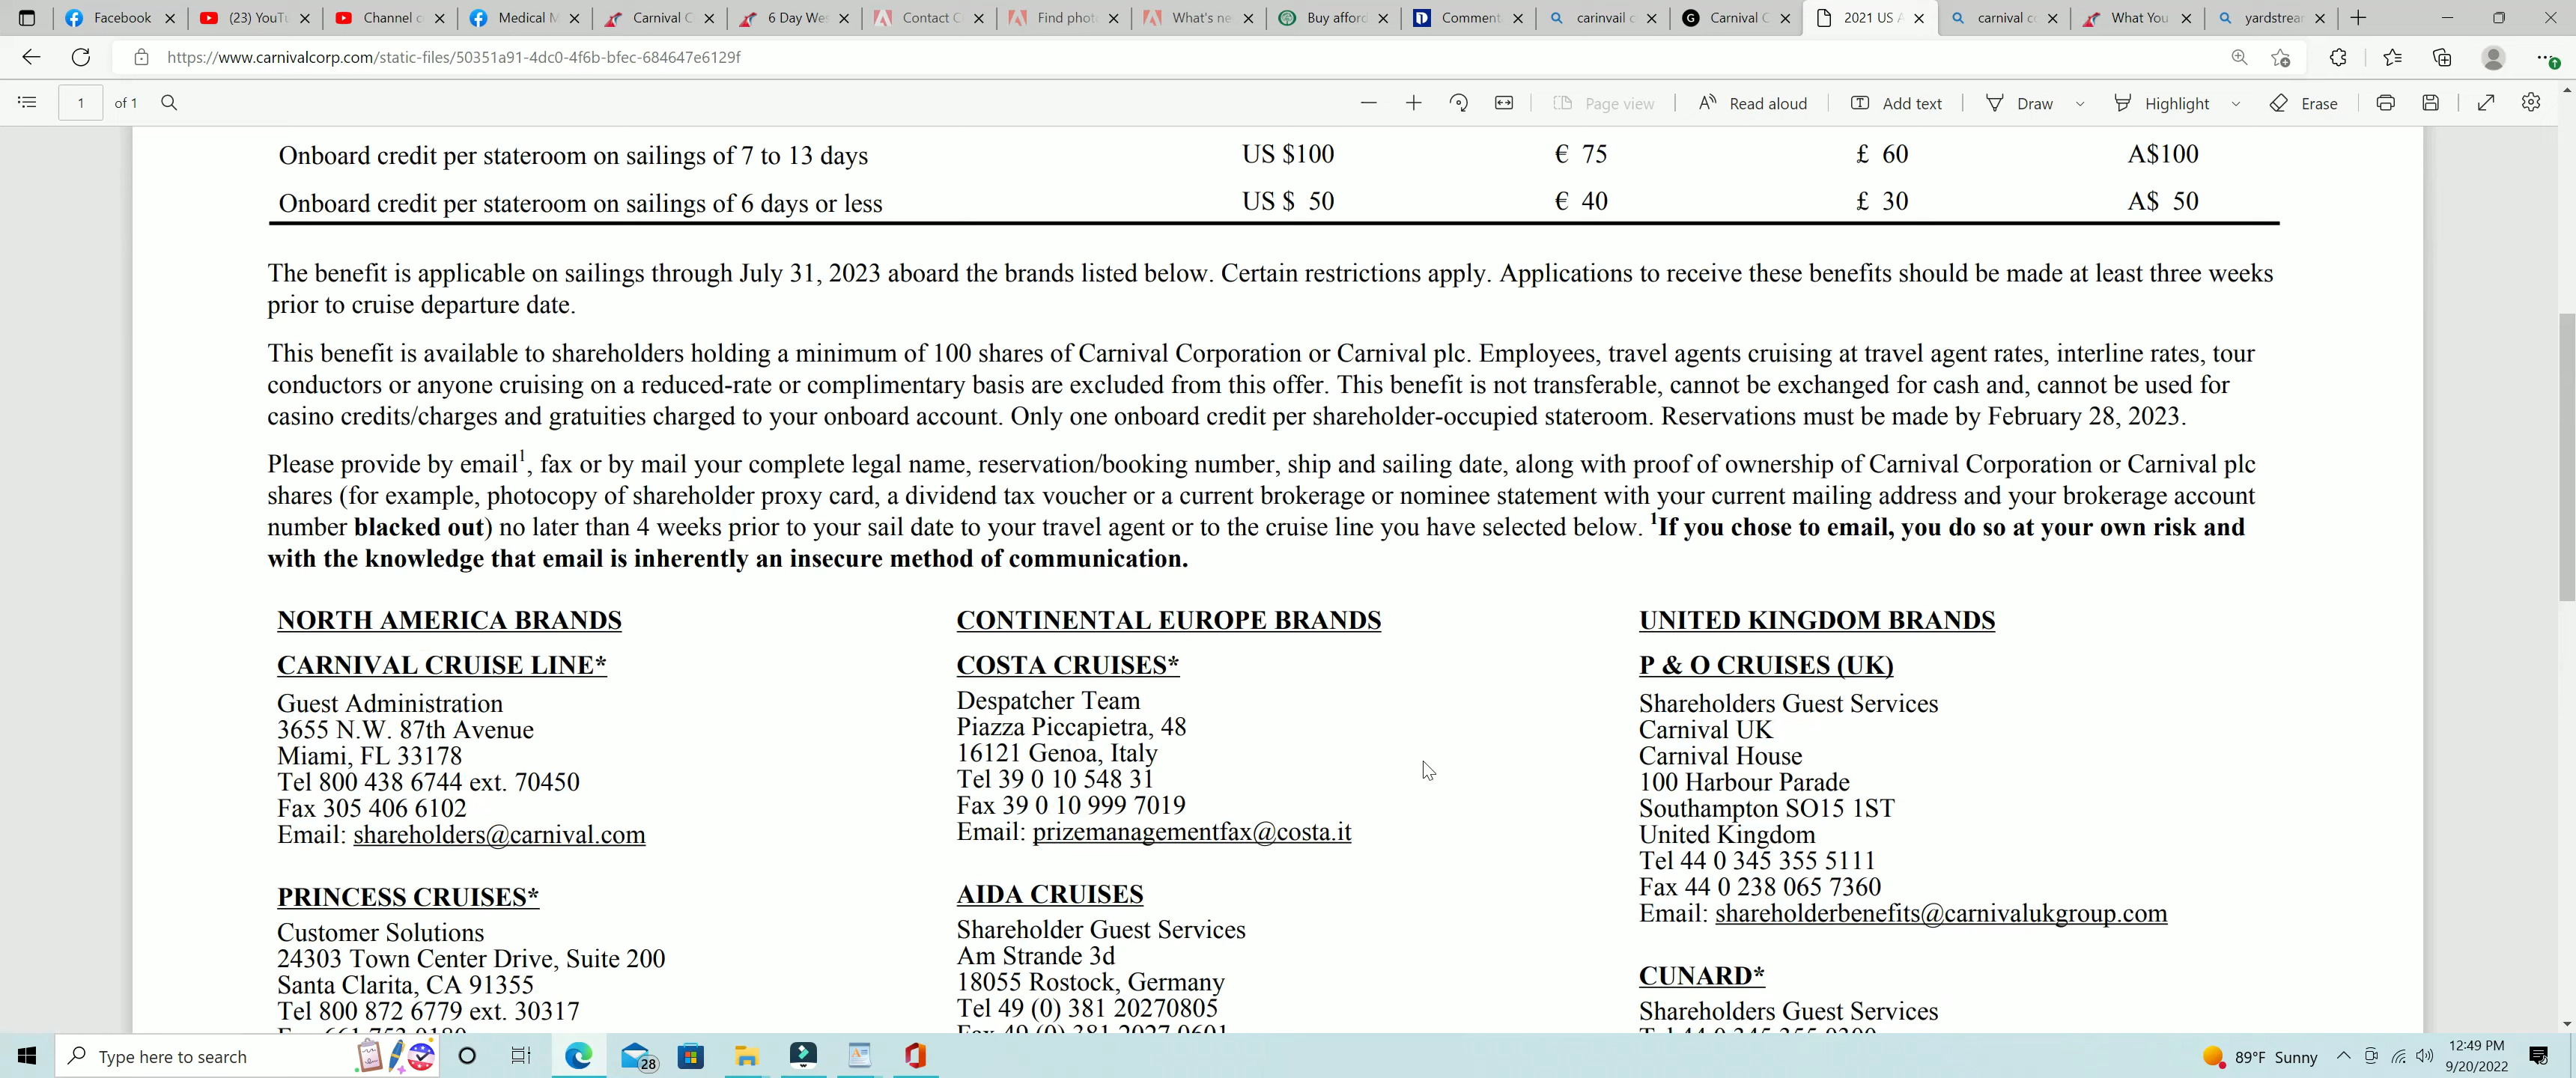 Facebook
(23) YouTu
Channel c
Medical M
Carnival C
6 Day Wes
Contact C
Find phot
What's ne
Buy afford
Comment
carinvail c
Carnival C
2021 US A
carnival co
What You
yardstrear
https://www.carnivalcorp.com/static-files/50351a91-4dc0-4f6b-bfec-684647e6129f
1 of 1
Page view
Read aloud
Add text
Draw
Highlight
Erase
Onboard credit per stateroom on sailings of 7 to 13 days US $100 € 75 £ 60 A$100
Onboard credit per stateroom on sailings of 6 days or less US $ 50 € 40 £ 30 A$ 50
The benefit is applicable on sailings through July 31, 2023 aboard the brands listed below. Certain restrictions apply. Applications to receive these benefits should be made at least three weeks
prior to cruise departure date.
This benefit is available to shareholders holding a minimum of 100 shares of Carnival Corporation or Carnival plc. Employees, travel agents cruising at travel agent rates, interline rates, tour
conductors or anyone cruising on a reduced-rate or complimentary basis are excluded from this offer. This benefit is not transferable, cannot be exchanged for cash and, cannot be used for
casino credits/charges and gratuities charged to your onboard account. Only one onboard credit per shareholder-occupied stateroom. Reservations must be made by February 28, 2023.
Please provide by email¹, fax or by mail your complete legal name, reservation/booking number, ship and sailing date, along with proof of ownership of Carnival Corporation or Carnival plc
shares (for example, photocopy of shareholder proxy card, a dividend tax voucher or a current brokerage or nominee statement with your current mailing address and your brokerage account
number blacked out) no later than 4 weeks prior to your sail date to your travel agent or to the cruise line you have selected below. ¹If you chose to email, you do so at your own risk and
with the knowledge that email is inherently an insecure method of communication.
NORTH AMERICA BRANDS
CARNIVAL CRUISE LINE*
Guest Administration
3655 N.W. 87th Avenue
Miami, FL 33178
Tel 800 438 6744 ext. 70450
Fax 305 406 6102
Email: shareholders@carnival.com
PRINCESS CRUISES*
Customer Solutions
24303 Town Center Drive, Suite 200
Santa Clarita, CA 91355
Tel 800 872 6779 ext. 30317
CONTINENTAL EUROPE BRANDS
COSTA CRUISES*
Despatcher Team
Piazza Piccapietra, 48
16121 Genoa, Italy
Tel 39 0 10 548 31
Fax 39 0 10 999 7019
Email: prizemanagementfax@costa.it
AIDA CRUISES
Shareholder Guest Services
Am Strande 3d
18055 Rostock, Germany
Tel 49 (0) 381 20270805
Fax 49 (0) 381 2027 0601
UNITED KINGDOM BRANDS
P & O CRUISES (UK)
Shareholders Guest Services
Carnival UK
Carnival House
100 Harbour Parade
Southampton SO15 1ST
United Kingdom
Tel 44 0 345 355 5111
Fax 44 0 238 065 7360
Email: shareholderbenefits@carnivalukgroup.com
CUNARD*
Shareholders Guest Services
Type here to search
28
89°F Sunny
12:49 PM
9/20/2022